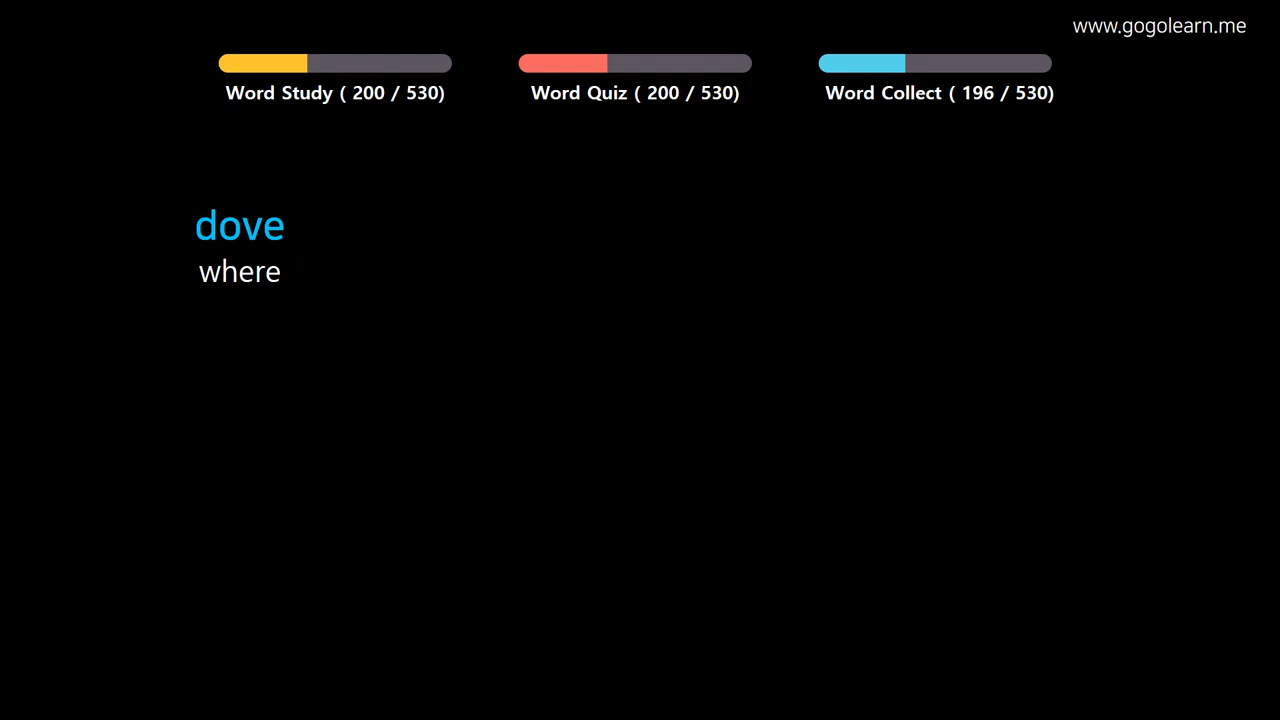 www.gogolearn.me
Word Study ( 200 / 530)
Word Quiz ( 200 / 530)
Word Collect ( 196 / 530)
dove
where